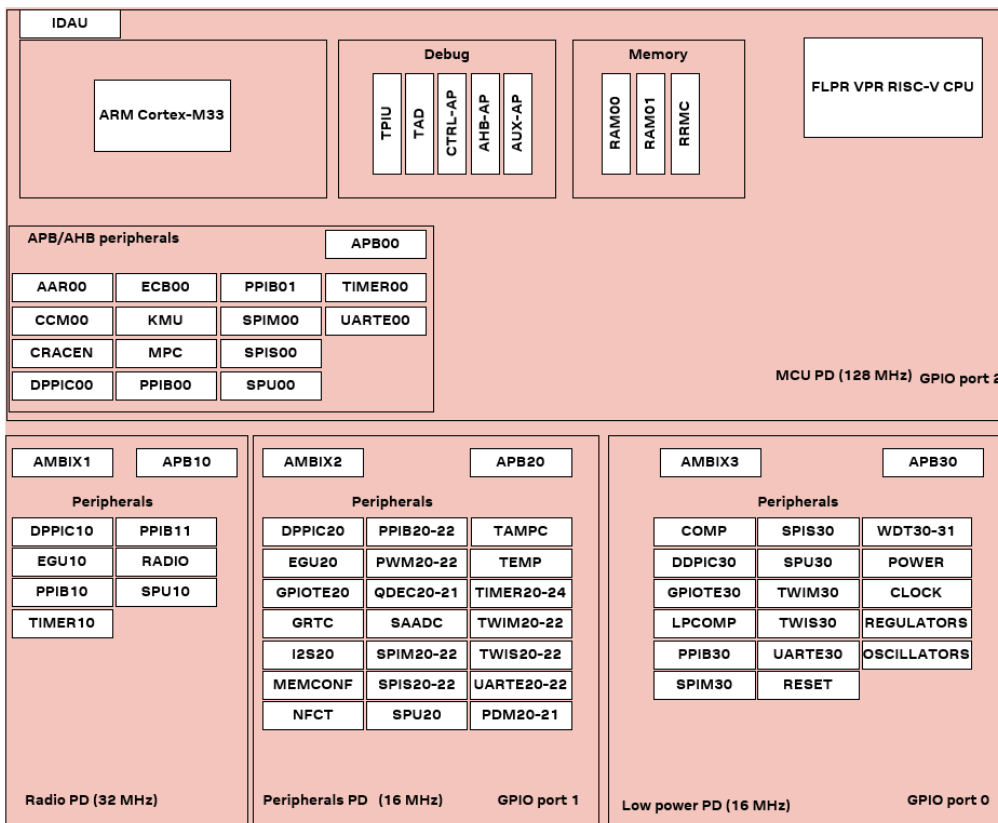 IDAU
ARM Cortex-M33
Debug
TPIU
TAD
CTRL-AP
AHB-AP
AUX-AP
Memory
RAM00
RAM01
RRMC
FLPR VPR RISC-V CPU
APB/AHB peripherals
APB00
AAR00 ECB00 PPIB01 TIMER00
CCM00 KMU SPIM00 UARTE00
CRACEN MPC SPIS00
DPPIC00 PPIB00 SPU00
MCU PD (128 MHz) GPIO port 2
AMBIX1 APB10
Peripherals
DPPIC10 PPIB11
EGU10 RADIO
PPIB10 SPU10
TIMER10
Radio PD (32 MHz)
AMBIX2 APB20
Peripherals
DPPIC20 PPIB20-22 TAMPC
EGU20 PWM20-22 TEMP
GPIOTE20 QDEC20-21 TIMER20-24
GRTC SAADC TWIM20-22
I2S20 SPIM20-22 TWIS20-22
MEMCONF SPIS20-22 UARTE20-22
NFCT SPU20 PDM20-21
Peripherals PD (16 MHz) GPIO port 1
AMBIX3 APB30
Peripherals
COMP SPIS30 WDT30-31
DDPIC30 SPU30 POWER
GPIOTE30 TWIM30 CLOCK
LPCOMP TWIS30 REGULATORS
PPIB30 UARTE30 OSCILLATORS
SPIM30 RESET
Low power PD (16 MHz) GPIO port 0